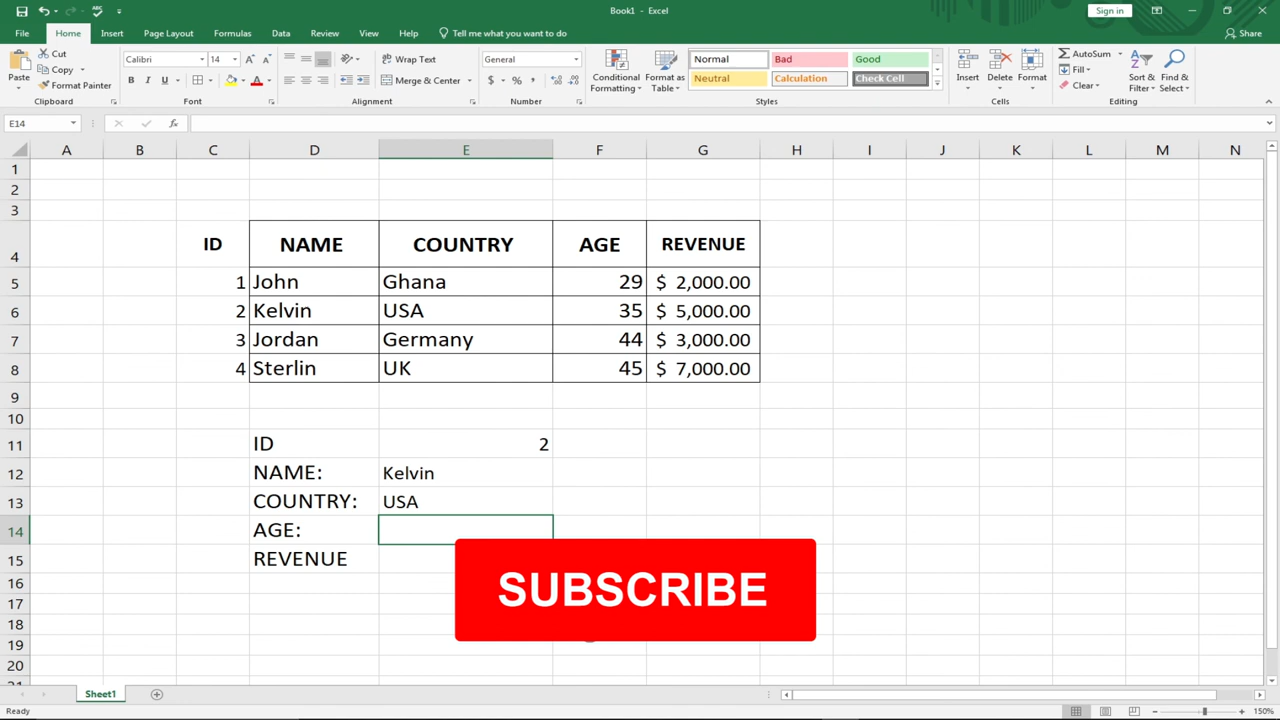 Book1 - Excel
Sign in
File Home Insert Page Layout Formulas Data Review View Help Tell me what you want to do Share
Paste
Cut
Copy
Format Painter
Clipboard
Calibri 14
B I U A
Font
Wrap Text
Merge & Center
Alignment
General
$ % ,
Number
Conditional Formatting
Format as Table
Normal Bad Good
Neutral Calculation Check Cell
Styles
Insert Delete Format
Cells
AutoSum
Fill
Clear
Sort & Filter
Find & Select
Editing
E14 fx
A B C D E F G H I J K L M N
1
2
3
4 ID NAME COUNTRY AGE REVENUE
5 1 John Ghana 29 $ 2,000.00
6 2 Kelvin USA 35 $ 5,000.00
7 3 Jordan Germany 44 $ 3,000.00
8 4 Sterlin UK 45 $ 7,000.00
9
10
11 ID 2
12 NAME: Kelvin
13 COUNTRY: USA
14 AGE:
15 REVENUE
16
SUBSCRIBE
17
18
19
20
21
Sheet1
Ready
150%